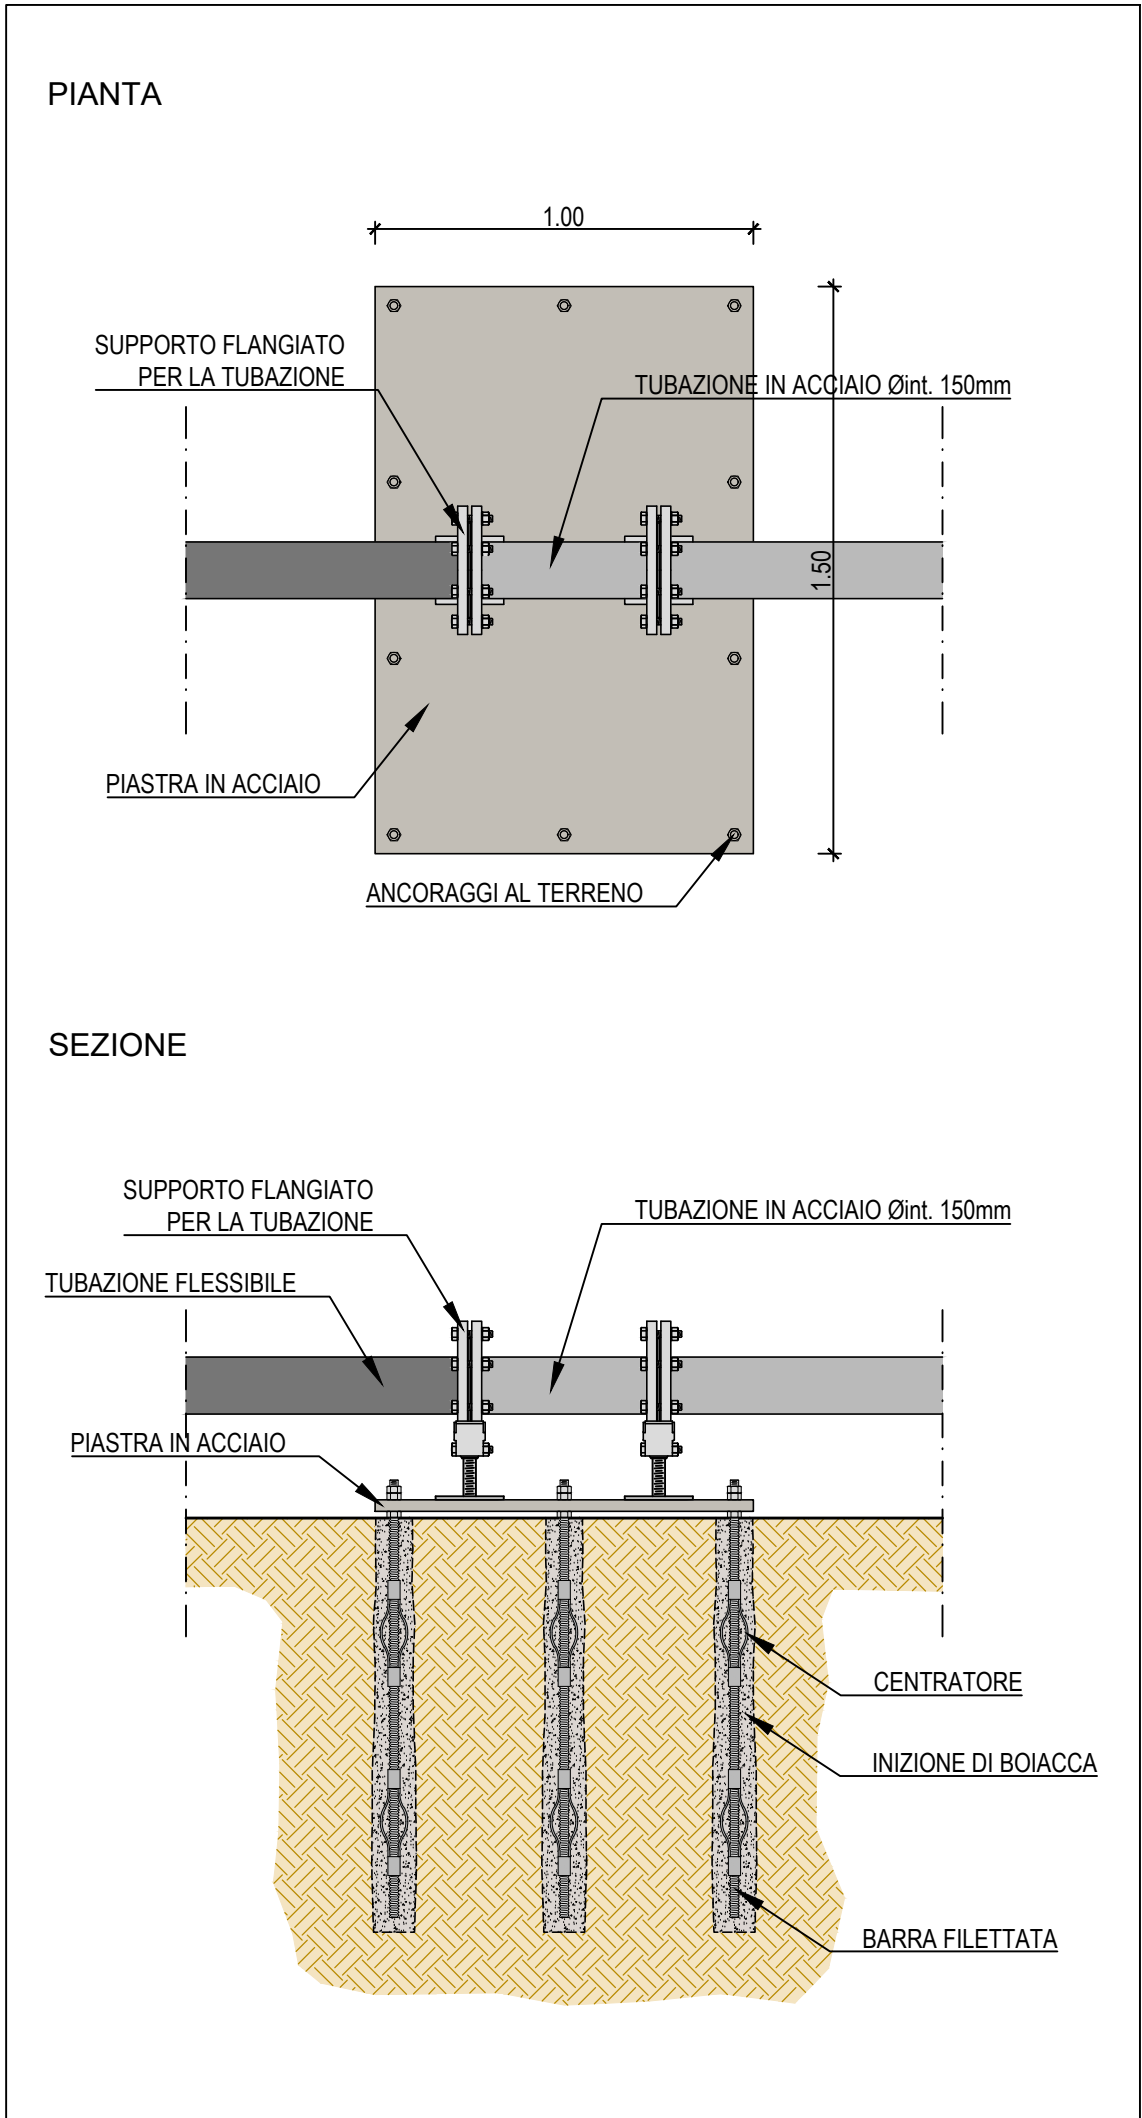 PIANTA
1.00
SUPPORTO FLANGIATO
PER LA TUBAZIONE
TUBAZIONE IN ACCIAIO Øint. 150mm
1.50
PIASTRA IN ACCIAIO
ANCORAGGI AL TERRENO
SEZIONE
SUPPORTO FLANGIATO
PER LA TUBAZIONE
TUBAZIONE IN ACCIAIO Øint. 150mm
TUBAZIONE FLESSIBILE
PIASTRA IN ACCIAIO
CENTRATORE
INIZIONE DI BOIACCA
BARRA FILETTATA